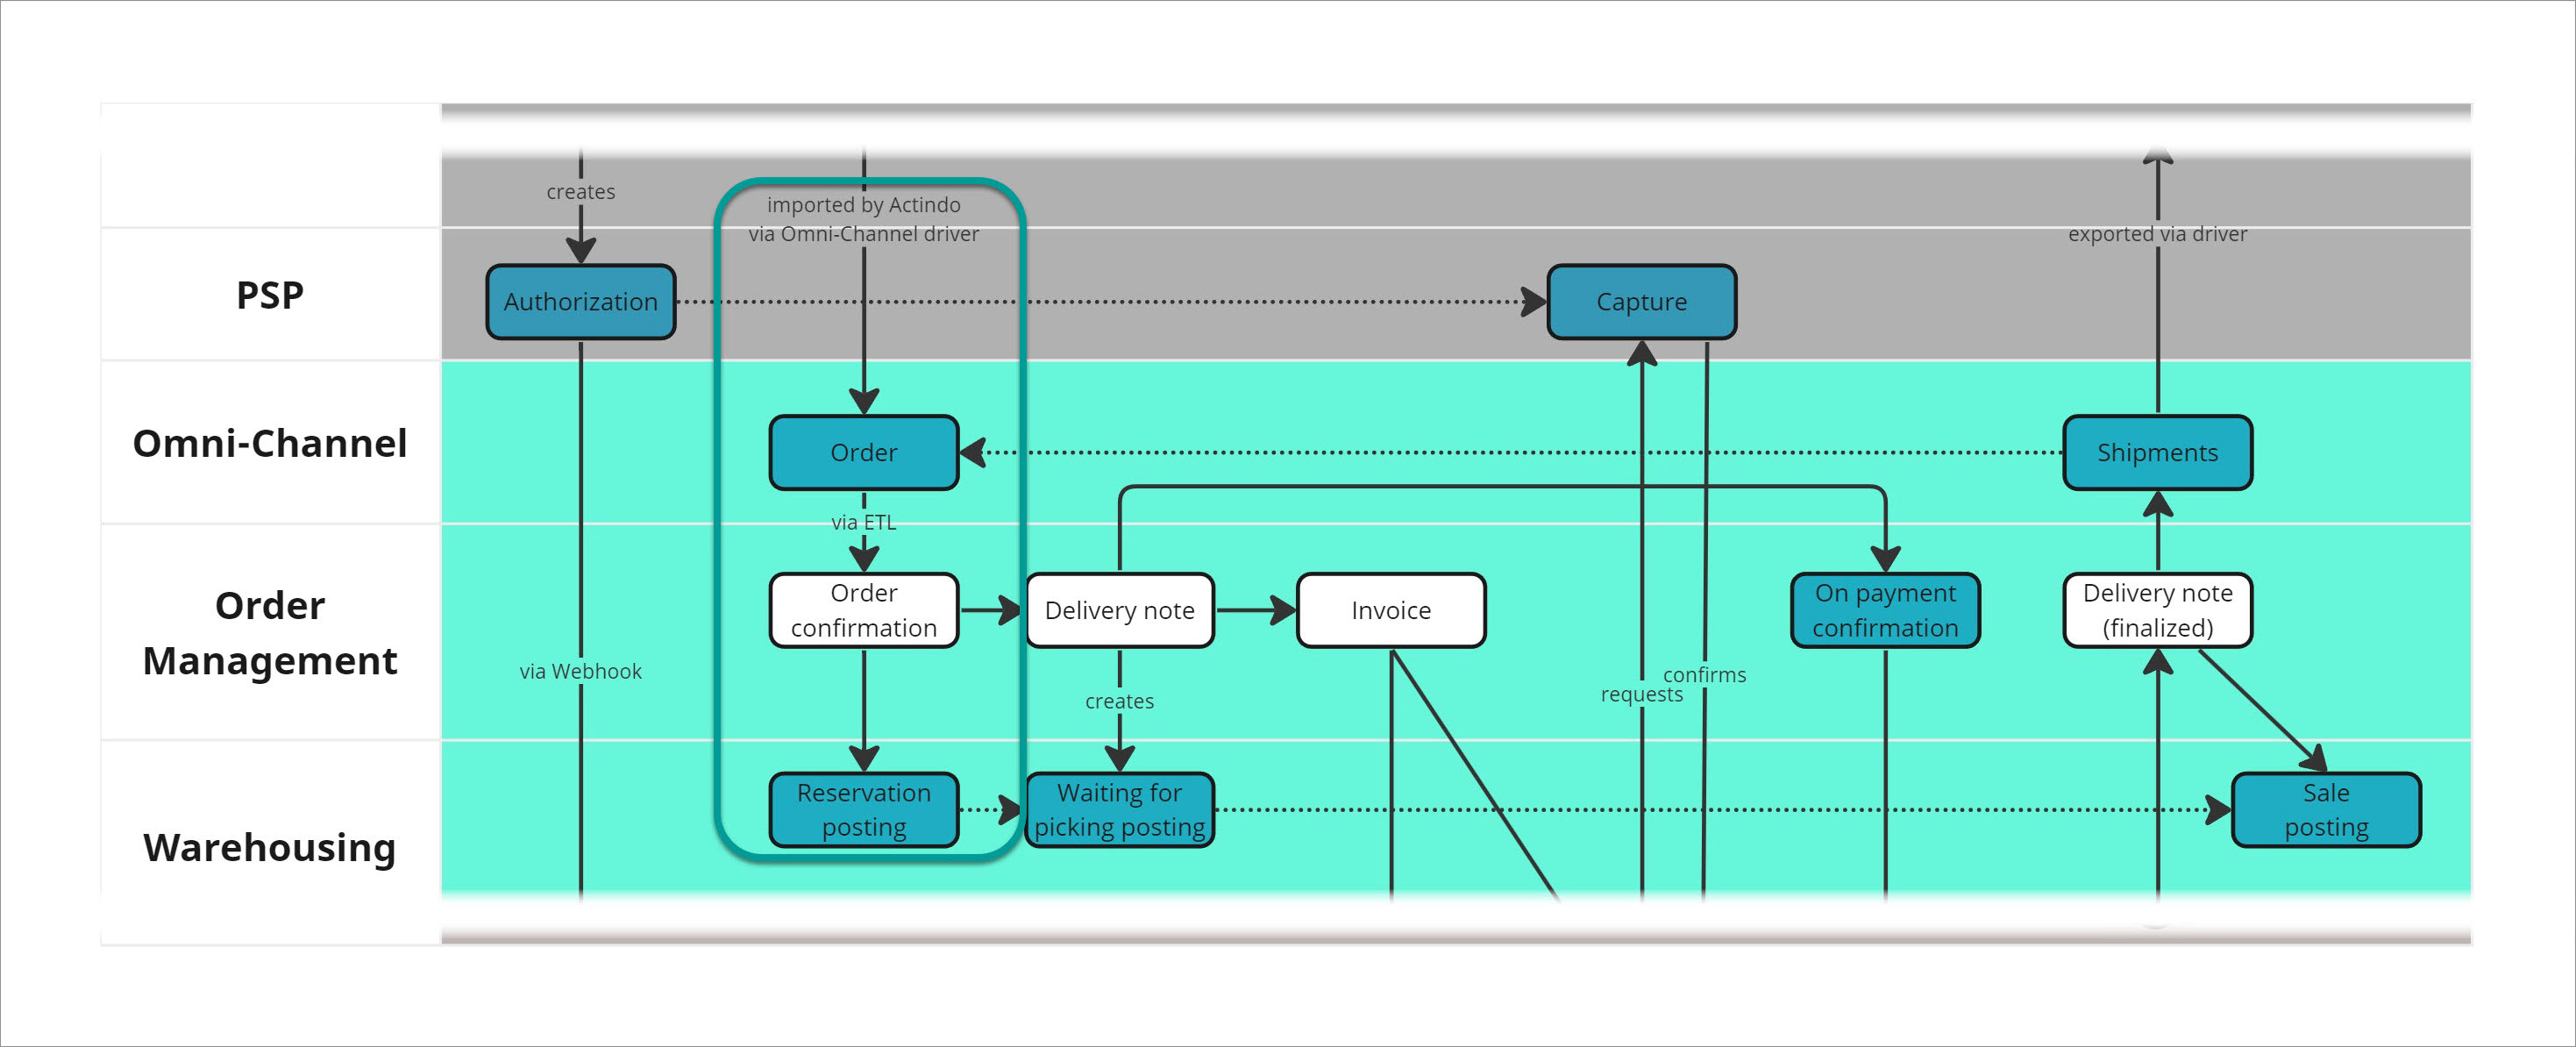 creates
imported by Actindo
via Omni-Channel driver
exported via driver
PSP
Authorization
Capture
Omni-Channel
Order
Shipments
via ETL
Order
Management
Order
confirmation
Delivery note
Invoice
On payment
confirmation
Delivery note
(finalized)
via Webhook
creates
requests
confirms
Warehousing
Reservation
posting
Waiting for
picking posting
Sale
posting